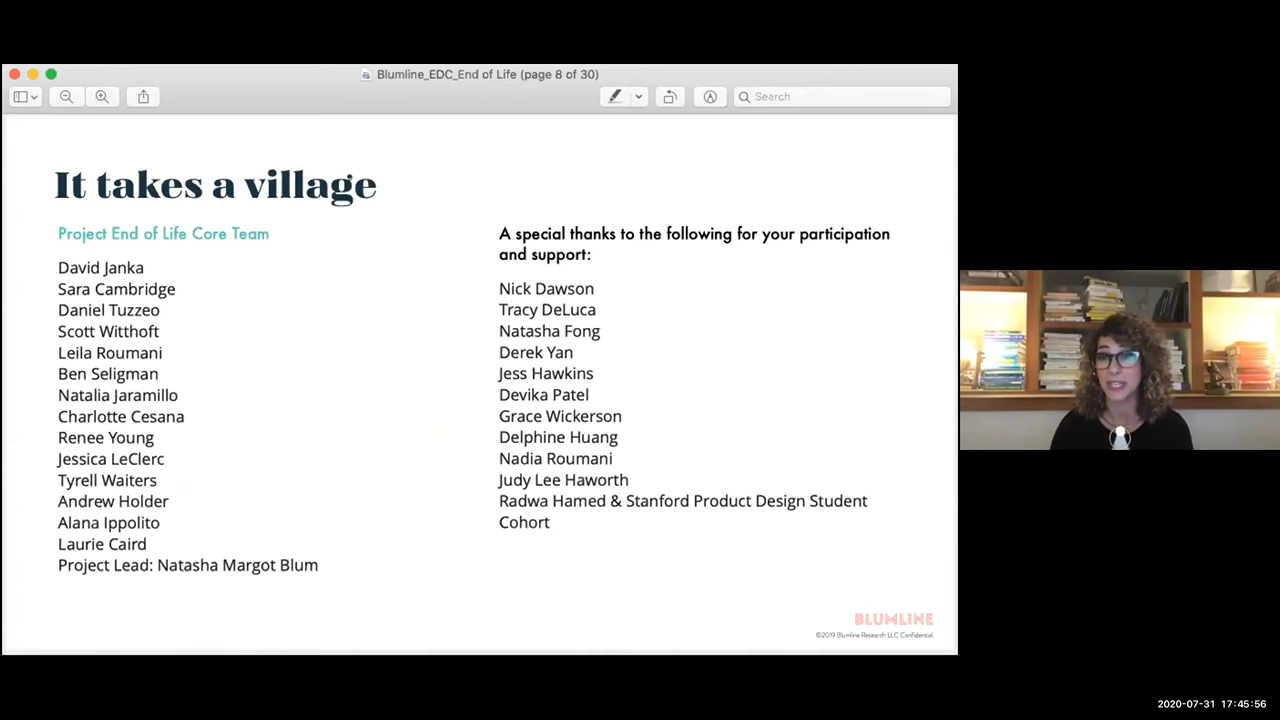 Blumline_EDC_End of Life (page 8 of 30)
Search
It takes a village
Project End of Life Core Team
David Janka
Sara Cambridge
Daniel Tuzzeo
Scott Witthoft
Leila Roumani
Ben Seligman
Natalia Jaramillo
Charlotte Cesana
Renee Young
Jessica LeClerc
Tyrell Waiters
Andrew Holder
Alana Ippolito
Laurie Caird
Project Lead: Natasha Margot Blum
A special thanks to the following for your participation
and support:
Nick Dawson
Tracy DeLuca
Natasha Fong
Derek Yan
Jess Hawkins
Devika Patel
Grace Wickerson
Delphine Huang
Nadia Roumani
Judy Lee Haworth
Radwa Hamed & Stanford Product Design Student
Cohort
BLUMLINE
©2019 Blumline Research LLC Confidential.
2020-07-31 17:45:56